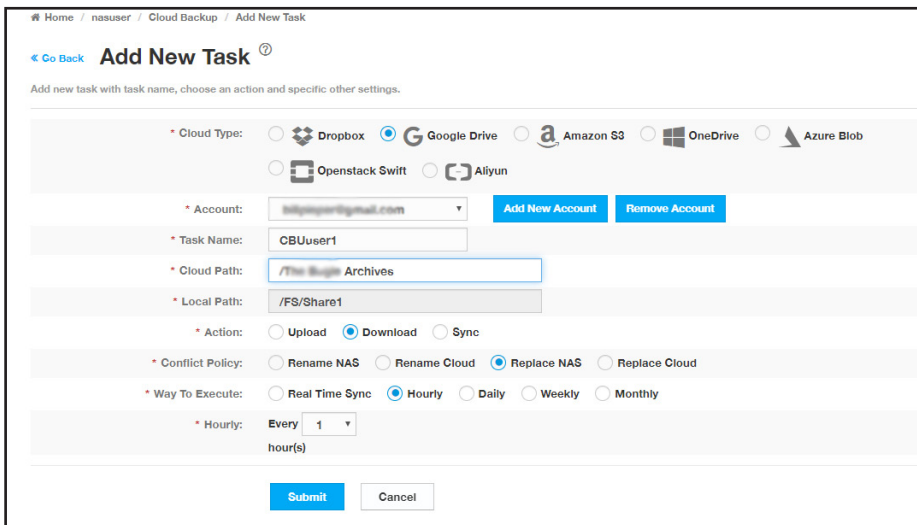 Home / nasuser / Cloud Backup / Add New Task
« Go Back Add New Task ?
Add new task with task name, choose an action and specific other settings.
* Cloud Type: Dropbox Google Drive Amazon S3 OneDrive Azure Blob
Openstack Swift Aliyun
* Account: @gmail.com Add New Account Remove Account
* Task Name: CBUuser1
* Cloud Path: / Archives
* Local Path: /FS/Share1
* Action: Upload Download Sync
* Conflict Policy: Rename NAS Rename Cloud Replace NAS Replace Cloud
* Way To Execute: Real Time Sync Hourly Daily Weekly Monthly
* Hourly: Every 1
hour(s)
Submit Cancel